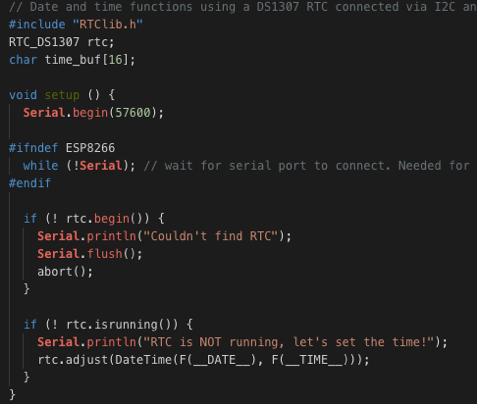 // Date and time functions using a DS1307 RTC connected via I2C an
#include "RTClib.h"
RTC_DS1307 rtc;
char time_buf[16];
void setup () {
Serial.begin(57600);
#ifndef ESP8266
while (!Serial); // wait for serial port to connect. Needed for
#endif
if (! rtc.begin()) {
Serial.println("Couldn't find RTC");
Serial.flush();
abort();
}
if (! rtc.isrunning()) {
Serial.println("RTC is NOT running, let's set the time!");
rtc.adjust(DateTime(F(__DATE__), F(__TIME__)));
}
}